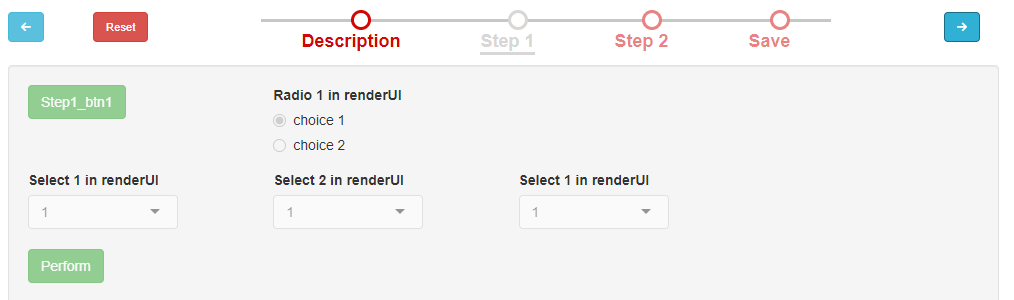 Reset
Description Step 1 Step 2 Save
Step1_btn1
Radio 1 in renderUI
choice 1
choice 2
Select 1 in renderUI Select 2 in renderUI Select 1 in renderUI
1 1 1
Perform